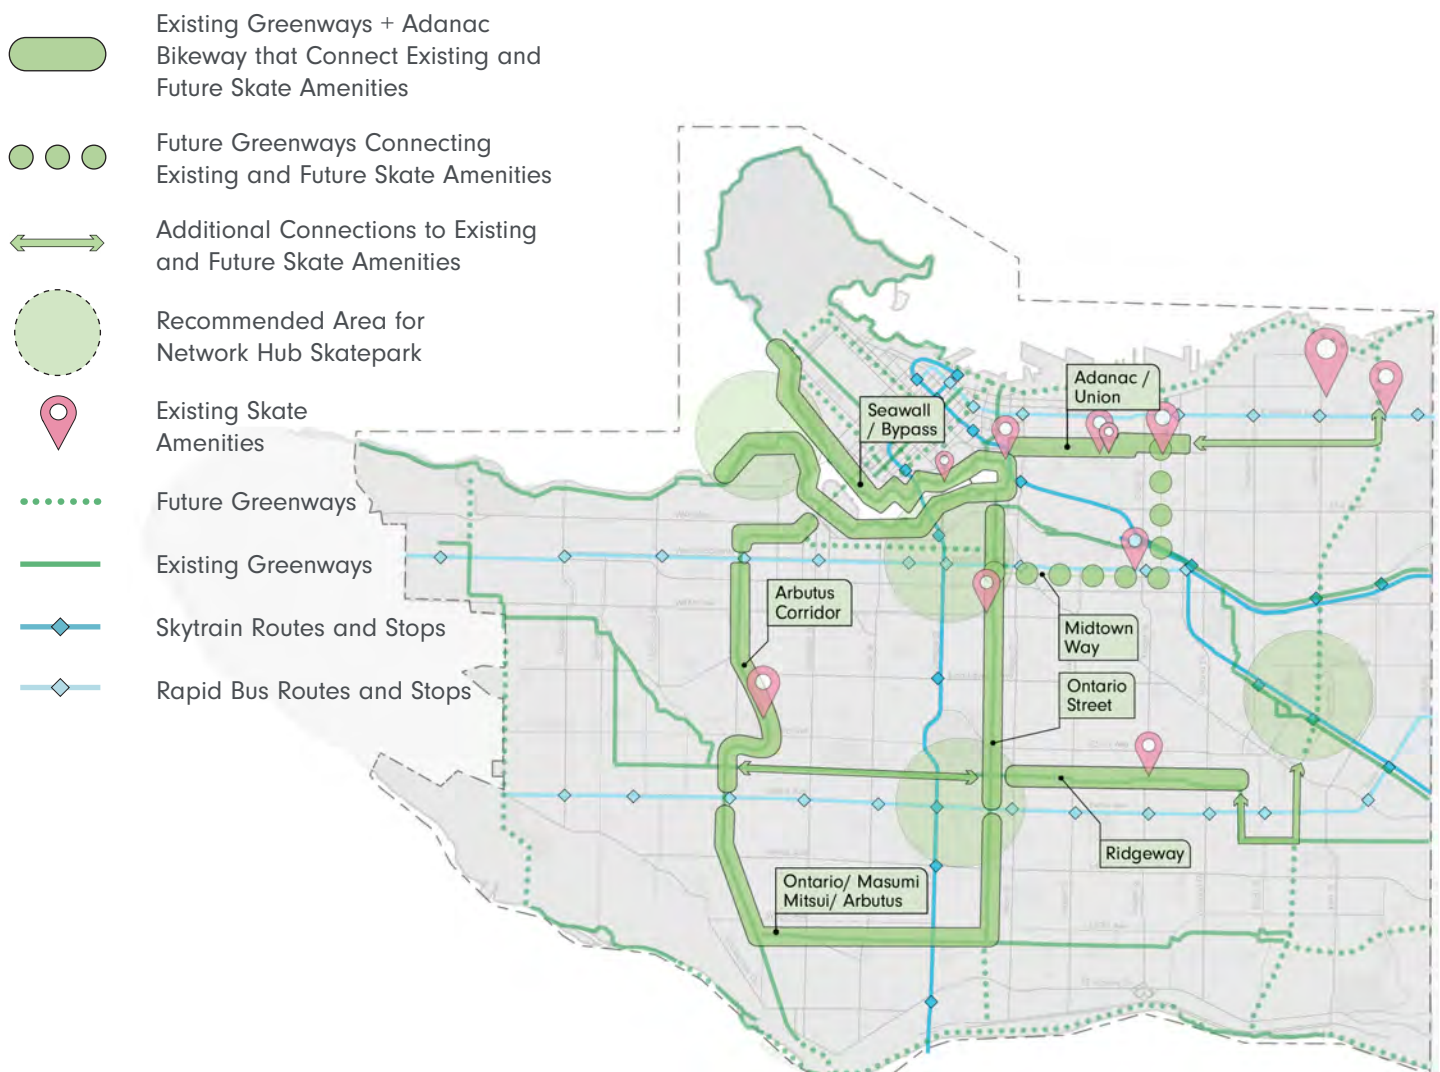 Existing Greenways + Adanac
Bikeway that Connect Existing and
Future Skate Amenities
Future Greenways Connecting
Existing and Future Skate Amenities
Additional Connections to Existing
and Future Skate Amenities
Recommended Area for
Network Hub Skatepark
Existing Skate
Amenities
Future Greenways
Existing Greenways
Skytrain Routes and Stops
Rapid Bus Routes and Stops
Adanac /
Union
Seawall
/ Bypass
Arbutus
Corridor
Midtown
Way
Ontario
Street
Ridgeway
Ontario/ Masumi
Mitsui/ Arbutus